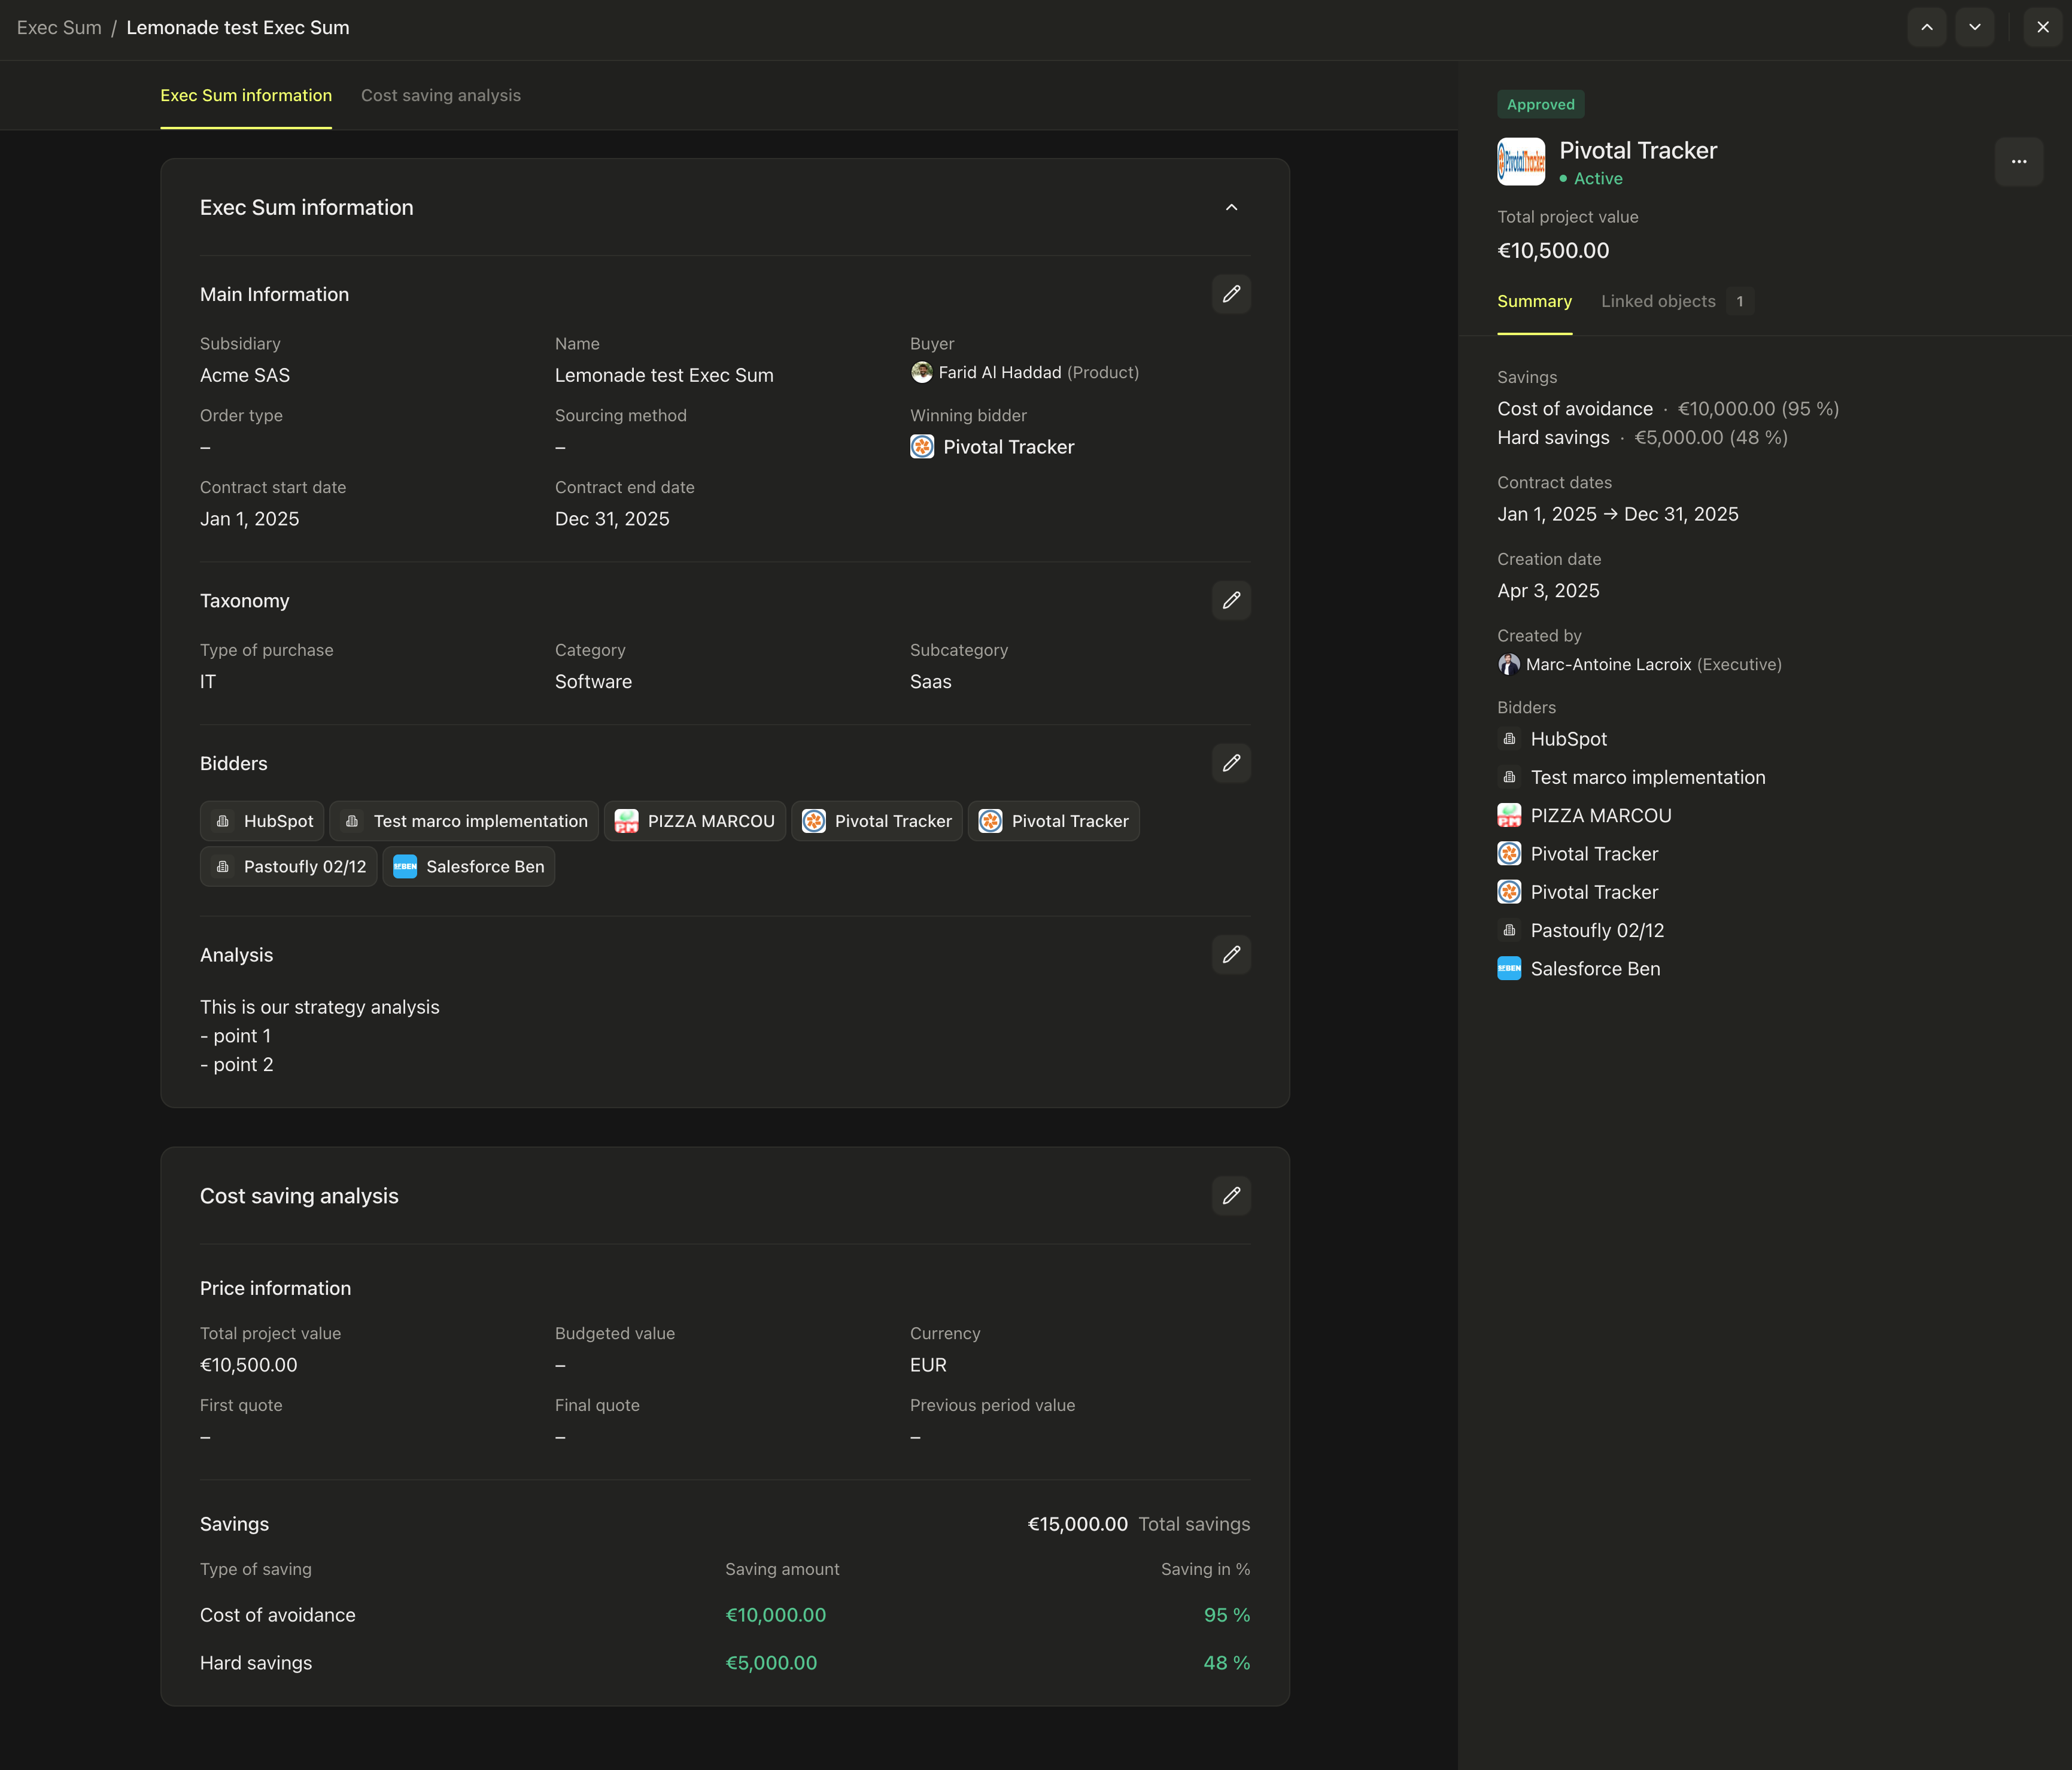 Exec Sum / Lemonade test Exec Sum
Exec Sum information
Cost saving analysis
Exec Sum information
Main Information
Subsidiary
Name
Buyer
Acme SAS
Lemonade test Exec Sum
Farid Al Haddad (Product)
Order type
Sourcing method
Winning bidder
–
–
Pivotal Tracker
Contract start date
Contract end date
Jan 1, 2025
Dec 31, 2025
Taxonomy
Type of purchase
Category
Subcategory
IT
Software
Saas
Bidders
HubSpot
Test marco implementation
PIZZA MARCOU
Pivotal Tracker
Pivotal Tracker
Pastoufly 02/12
Salesforce Ben
Analysis
This is our strategy analysis
- point 1
- point 2
Cost saving analysis
Price information
Total project value
Budgeted value
Currency
€10,500.00
–
EUR
First quote
Final quote
Previous period value
–
–
–
Savings
€15,000.00 Total savings
Type of saving
Saving amount
Saving in %
Cost of avoidance
€10,000.00
95 %
Hard savings
€5,000.00
48 %
Approved
PivotalTracker
Pivotal Tracker
Active
Total project value
€10,500.00
Summary
Linked objects 1
Savings
Cost of avoidance · €10,000.00 (95 %)
Hard savings · €5,000.00 (48 %)
Contract dates
Jan 1, 2025 → Dec 31, 2025
Creation date
Apr 3, 2025
Created by
Marc-Antoine Lacroix (Executive)
Bidders
HubSpot
Test marco implementation
PIZZA MARCOU
Pivotal Tracker
Pivotal Tracker
Pastoufly 02/12
Salesforce Ben